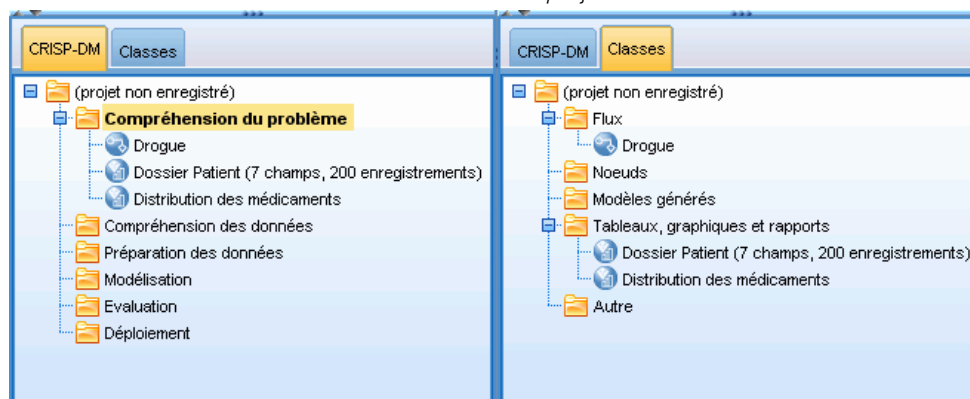 CRISP-DM Classes
(projet non enregistré)
Compréhension du problème
Drogue
Dossier Patient (7 champs, 200 enregistrements)
Distribution des médicaments
Compréhension des données
Préparation des données
Modélisation
Evaluation
Déploiement
CRISP-DM Classes
(projet non enregistré)
Flux
Drogue
Noeuds
Modèles générés
Tableaux, graphiques et rapports
Dossier Patient (7 champs, 200 enregistrements)
Distribution des médicaments
Autre